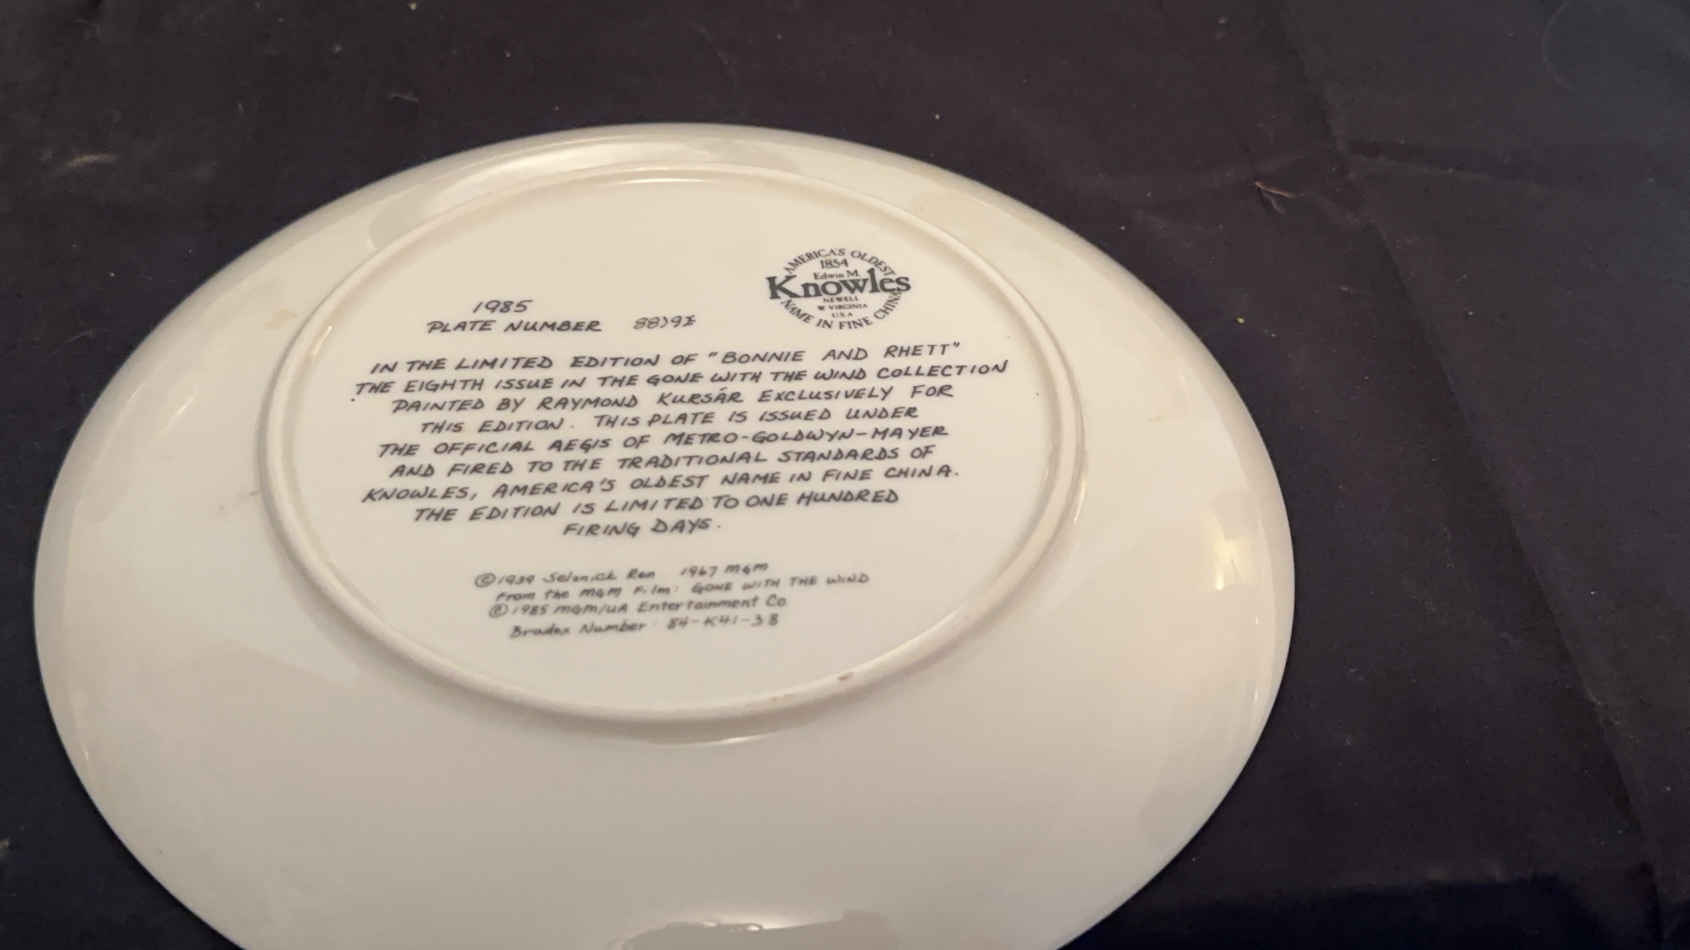 AMERICA'S OLDEST
1854
Edwin M.
Knowles
NEWELL
W VIRGINIA
U.S.A
NAME IN FINE CHINA
1985
PLATE NUMBER
IN THE LIMITED EDITION OF "BONNIE AND RHETT"
THE EIGHTH ISSUE IN THE GONE WITH THE WIND COLLECTION
PAINTED BY RAYMOND KURSÁR EXCLUSIVELY FOR
THIS EDITION. THIS PLATE IS ISSUED UNDER
THE OFFICIAL AEGIS OF METRO-GOLDWYN-MAYER
AND FIRED TO THE TRADITIONAL STANDARDS OF
KNOWLES, AMERICA'S OLDEST NAME IN FINE CHINA.
THE EDITION IS LIMITED TO ONE HUNDRED
FIRING DAYS.
© 1939 Selznick Ren 1967 MGM
From the MGM Film: GONE WITH THE WIND
© 1985 MGM/UA Entertainment Co
Bradex Number: 84-K41-3.8